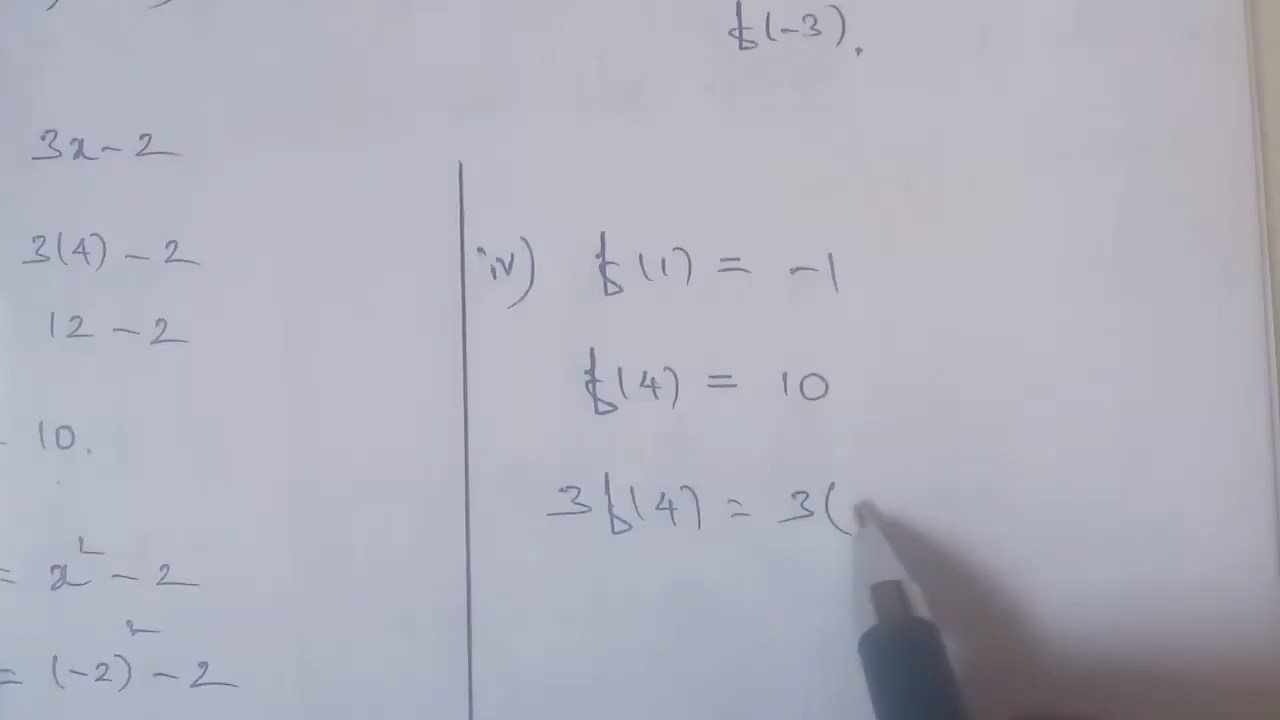 f(-3).
3x - 2
3(4) - 2
12 - 2
10.
= x² - 2
= (-2)² - 2
iv) f(1) = -1
f(4) = 10
3f(4) = 3(